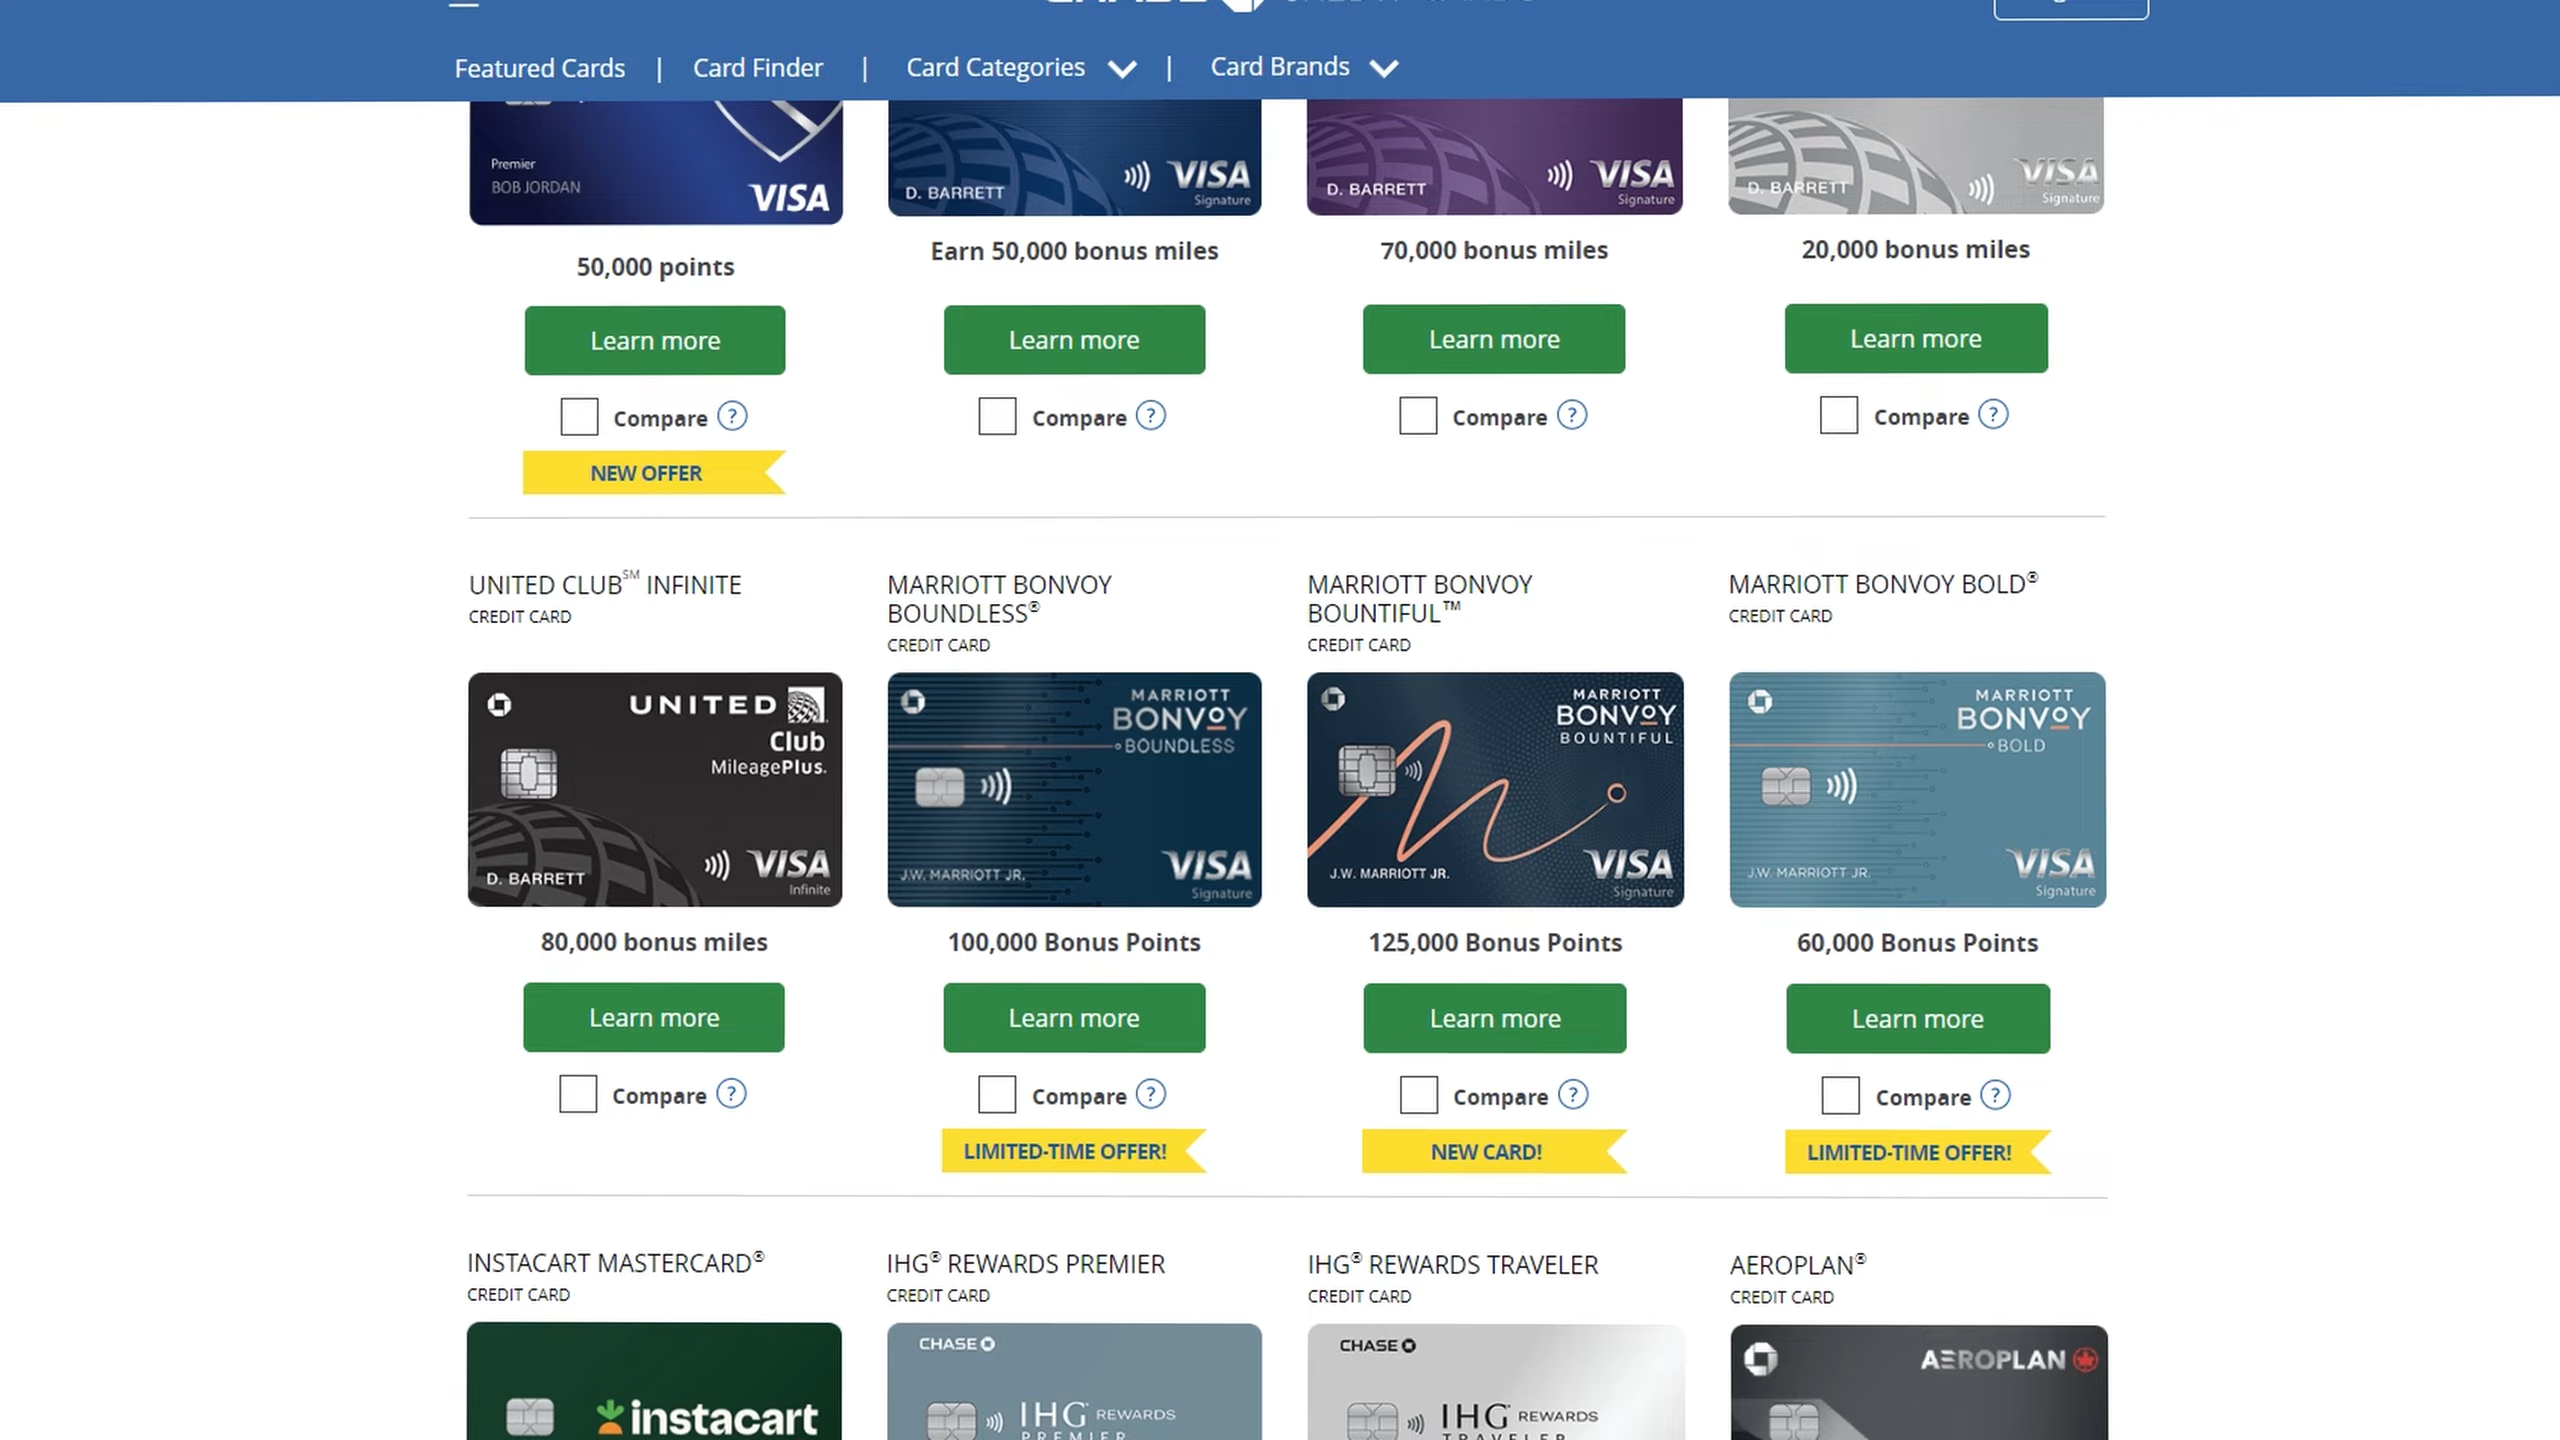 Featured Cards | Card Finder | Card Categories | Card Brands
Premier
BOB JORDAN
VISA
D. BARRETT
VISA
Signature
D. BARRETT
VISA
Signature
D. BARRETT
VISA
Signature
50,000 points
Earn 50,000 bonus miles
70,000 bonus miles
20,000 bonus miles
Learn more
Learn more
Learn more
Learn more
Compare ?
Compare ?
Compare ?
Compare ?
NEW OFFER
UNITED CLUB℠ INFINITE
CREDIT CARD
MARRIOTT BONVOY
BOUNDLESS®
CREDIT CARD
MARRIOTT BONVOY
BOUNTIFUL™
CREDIT CARD
MARRIOTT BONVOY BOLD®
CREDIT CARD
UNITED
Club
MileagePlus.
D. BARRETT
VISA
Infinite
MARRIOTT
BONVOY
BOUNDLESS
J.W. MARRIOTT JR.
VISA
Signature
MARRIOTT
BONVOY
BOUNTIFUL
J.W. MARRIOTT JR.
VISA
Signature
MARRIOTT
BONVOY
BOLD
J.W. MARRIOTT JR.
VISA
Signature
80,000 bonus miles
100,000 Bonus Points
125,000 Bonus Points
60,000 Bonus Points
Learn more
Learn more
Learn more
Learn more
Compare ?
Compare ?
Compare ?
Compare ?
LIMITED-TIME OFFER!
NEW CARD!
LIMITED-TIME OFFER!
INSTACART MASTERCARD®
CREDIT CARD
IHG® REWARDS PREMIER
CREDIT CARD
IHG® REWARDS TRAVELER
CREDIT CARD
AEROPLAN®
CREDIT CARD
instacart
CHASE
IHG® REWARDS
PREMIER
CHASE
IHG® REWARDS
TRAVELER
AEROPLAN